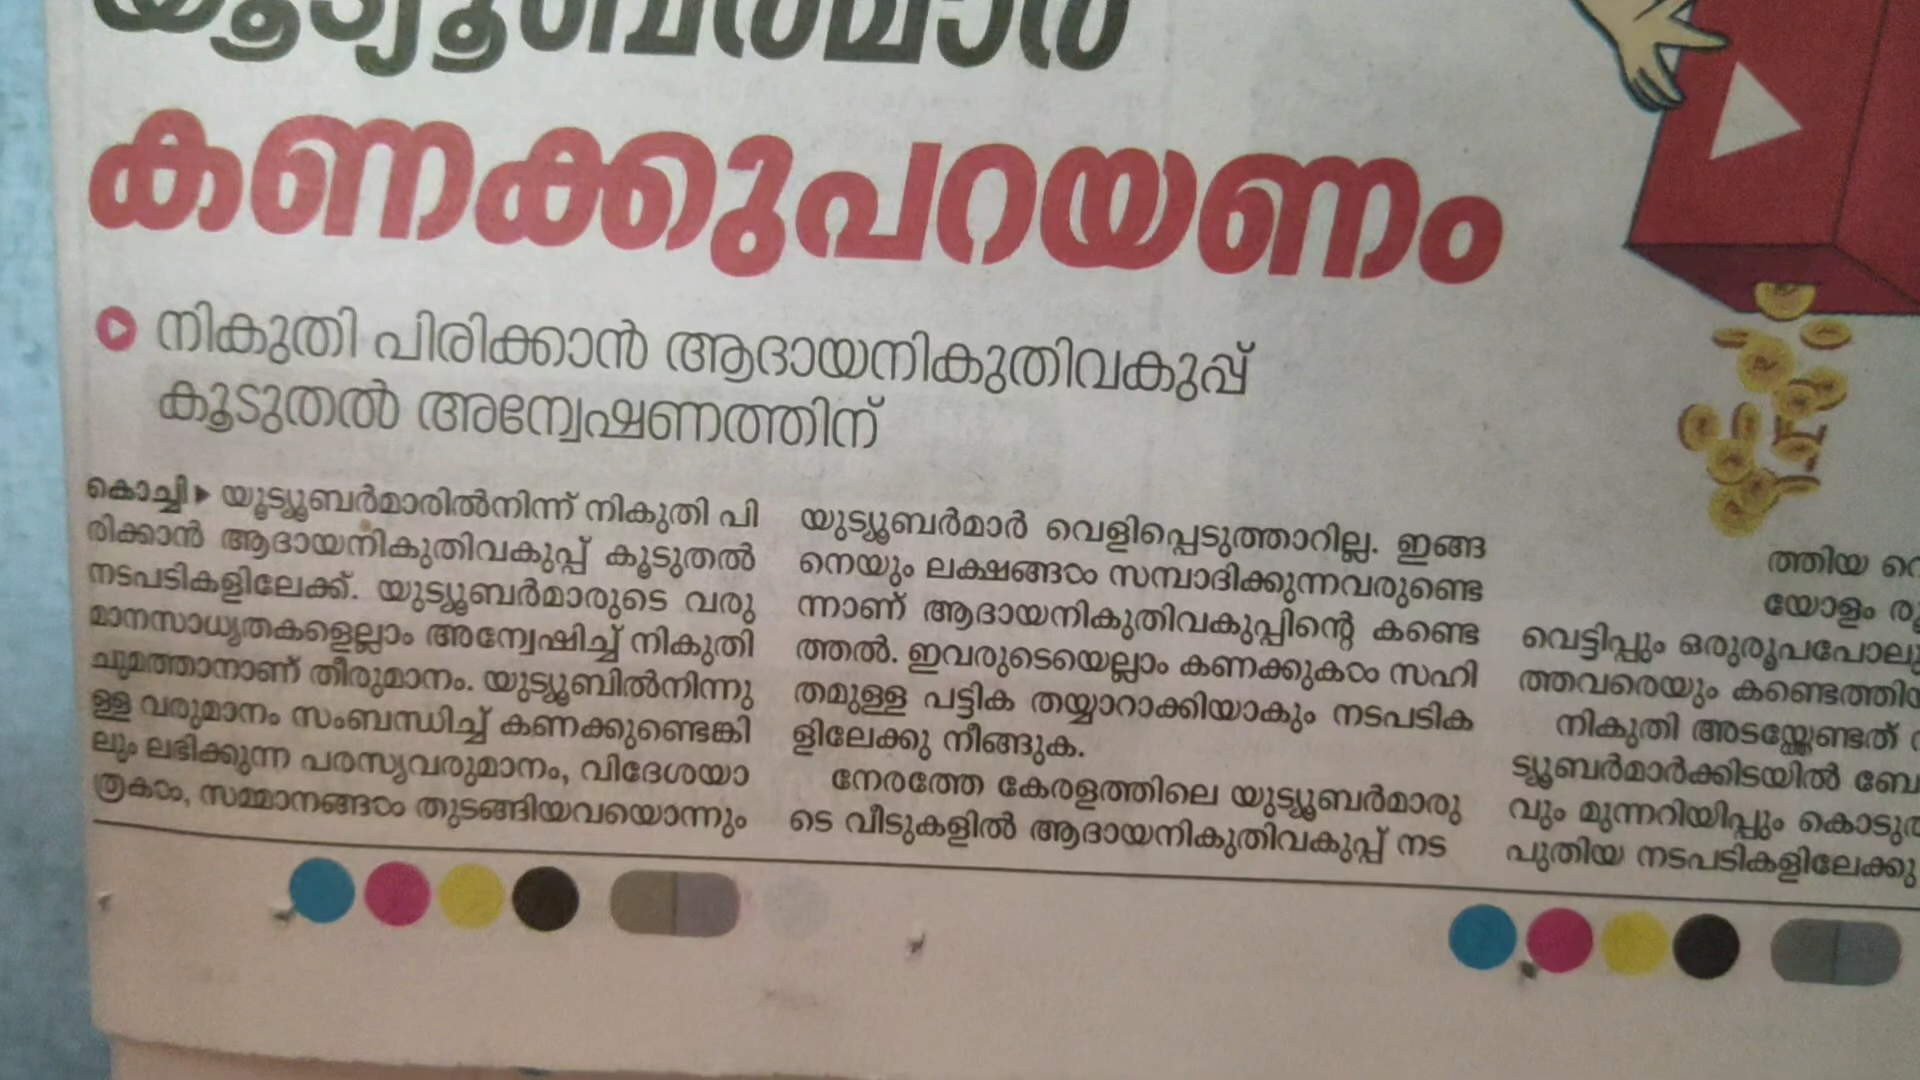 യൂട്യൂബർമാർ
കണക്കുപറയണം
നികുതി പിരിക്കാൻ ആദായനികുതിവകുപ്പ്
കൂടുതൽ അന്വേഷണത്തിന്
കൊച്ചി ▸ യൂട്യൂബർമാരിൽനിന്ന് നികുതി പി
രിക്കാൻ ആദായനികുതിവകുപ്പ് കൂടുതൽ
നടപടികളിലേക്ക്. യുട്യൂബർമാരുടെ വരു
മാനസാധ്യതകളെല്ലാം അന്വേഷിച്ച് നികുതി
ചുമത്താനാണ് തീരുമാനം. യുട്യൂബിൽനിന്നു
ള്ള വരുമാനം സംബന്ധിച്ച് കണക്കുണ്ടെങ്കി
ലും ലഭിക്കുന്ന പരസ്യവരുമാനം, വിദേശയാ
ത്രകൾ, സമ്മാനങ്ങൾ തുടങ്ങിയവയൊന്നും
യുട്യൂബർമാർ വെളിപ്പെടുത്താറില്ല. ഇങ്ങ
നെയും ലക്ഷങ്ങൾ സമ്പാദിക്കുന്നവരുണ്ടെ
ന്നാണ് ആദായനികുതിവകുപ്പിന്റെ കണ്ടെ
ത്തൽ. ഇവരുടെയെല്ലാം കണക്കുകൾ സഹി
തമുള്ള പട്ടിക തയ്യാറാക്കിയാകും നടപടിക
ളിലേക്കു നീങ്ങുക.
നേരത്തേ കേരളത്തിലെ യുട്യൂബർമാരു
ടെ വീടുകളിൽ ആദായനികുതിവകുപ്പ് നട
ത്തിയ
യോളം
വെട്ടിപ്പും ഒരുരൂപപോലു
ത്തവരെയും കണ്ടെത്തിയ
നികുതി അടയ്ക്കേണ്ടത്
ട്യൂബർമാർക്കിടയിൽ ബോ
വും മുന്നറിയിപ്പും കൊടു
പുതിയ നടപടികളിലേക്കു